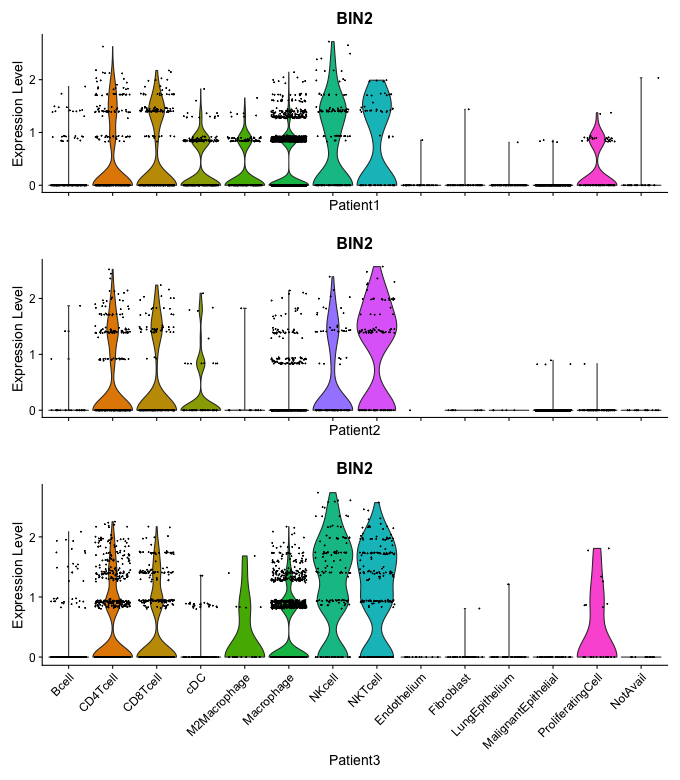 BIN2
Expression Level
2
1
0
Patient1
BIN2
Expression Level
2
1
0
Patient2
BIN2
Expression Level
2
1
0
Bcell
CD4Tcell
CD8Tcell
cDC
M2Macrophage
Macrophage
NKcell
NKTcell
Endothelium
Fibroblast
LungEpithelium
MalignantEpithelial
ProliferatingCell
NotAvail
Patient3